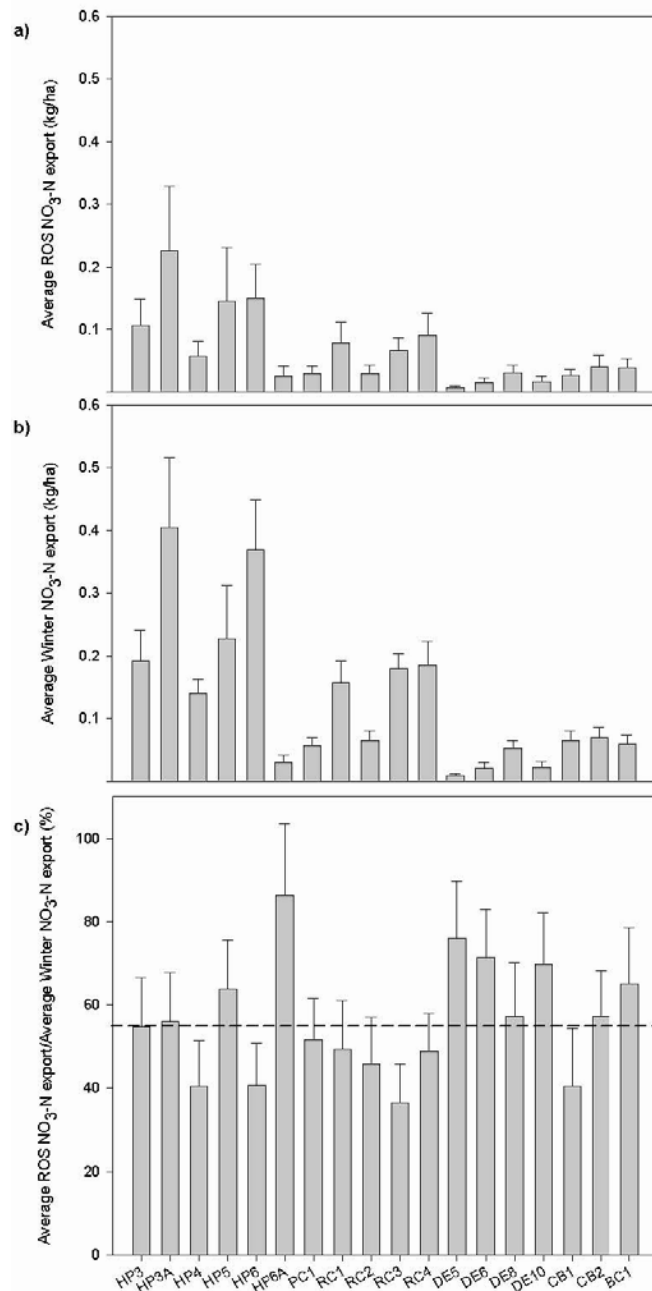 a)
Average ROS NO3-N export (kg/ha)
0.6
0.5
0.4
0.3
0.2
0.1
b)
Average Winter NO3-N export (kg/ha)
0.6
0.5
0.4
0.3
0.2
0.1
c)
Average ROS NO3-N export/Average Winter NO3-N export (%)
100
80
60
40
20
0
HP3 HP3A HP4 HP5 HP6 HP6A PC1 RC1 RC2 RC3 RC4 DE5 DE6 DE8 DE10 CB1 CB2 BC1